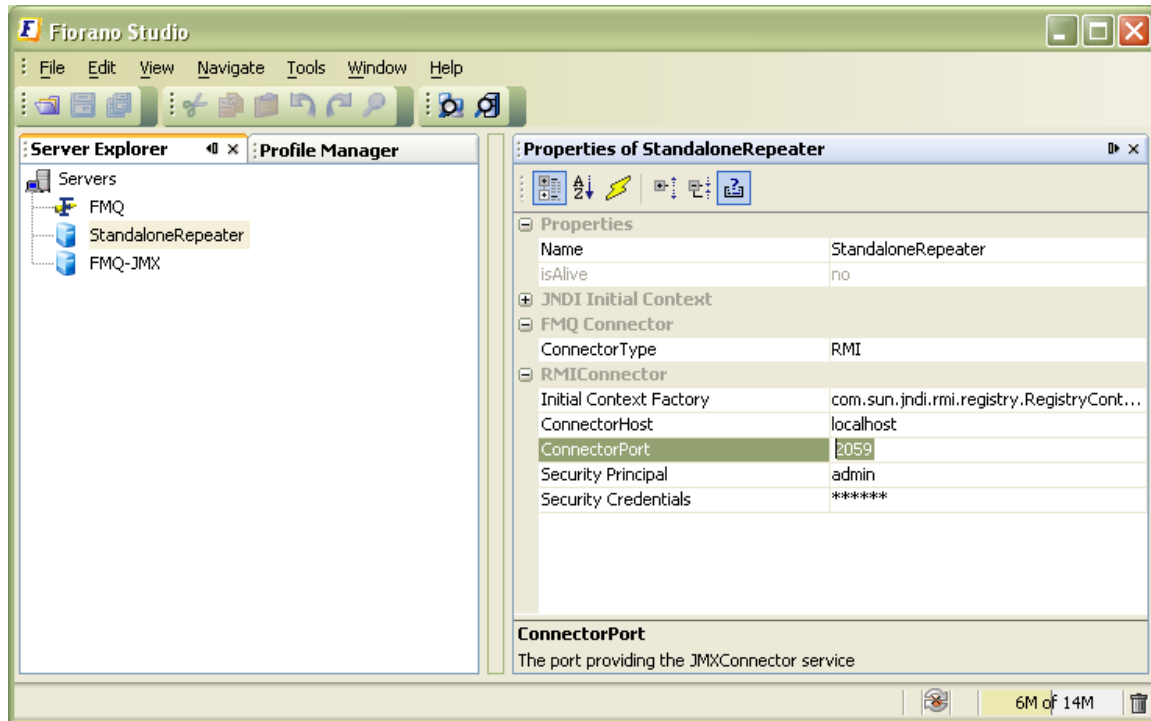 Fiorano Studio
File Edit View Navigate Tools Window Help
Server Explorer
Profile Manager
Servers
FMQ
StandaloneRepeater
FMQ-JMX
Properties of StandaloneRepeater
Properties
Name StandaloneRepeater
isAlive no
JNDI Initial Context
FMQ Connector
ConnectorType RMI
RMIConnector
Initial Context Factory com.sun.jndi.rmi.registry.RegistryCont...
ConnectorHost localhost
ConnectorPort 2059
Security Principal admin
Security Credentials ******
ConnectorPort
The port providing the JMXConnector service
6M of 14M